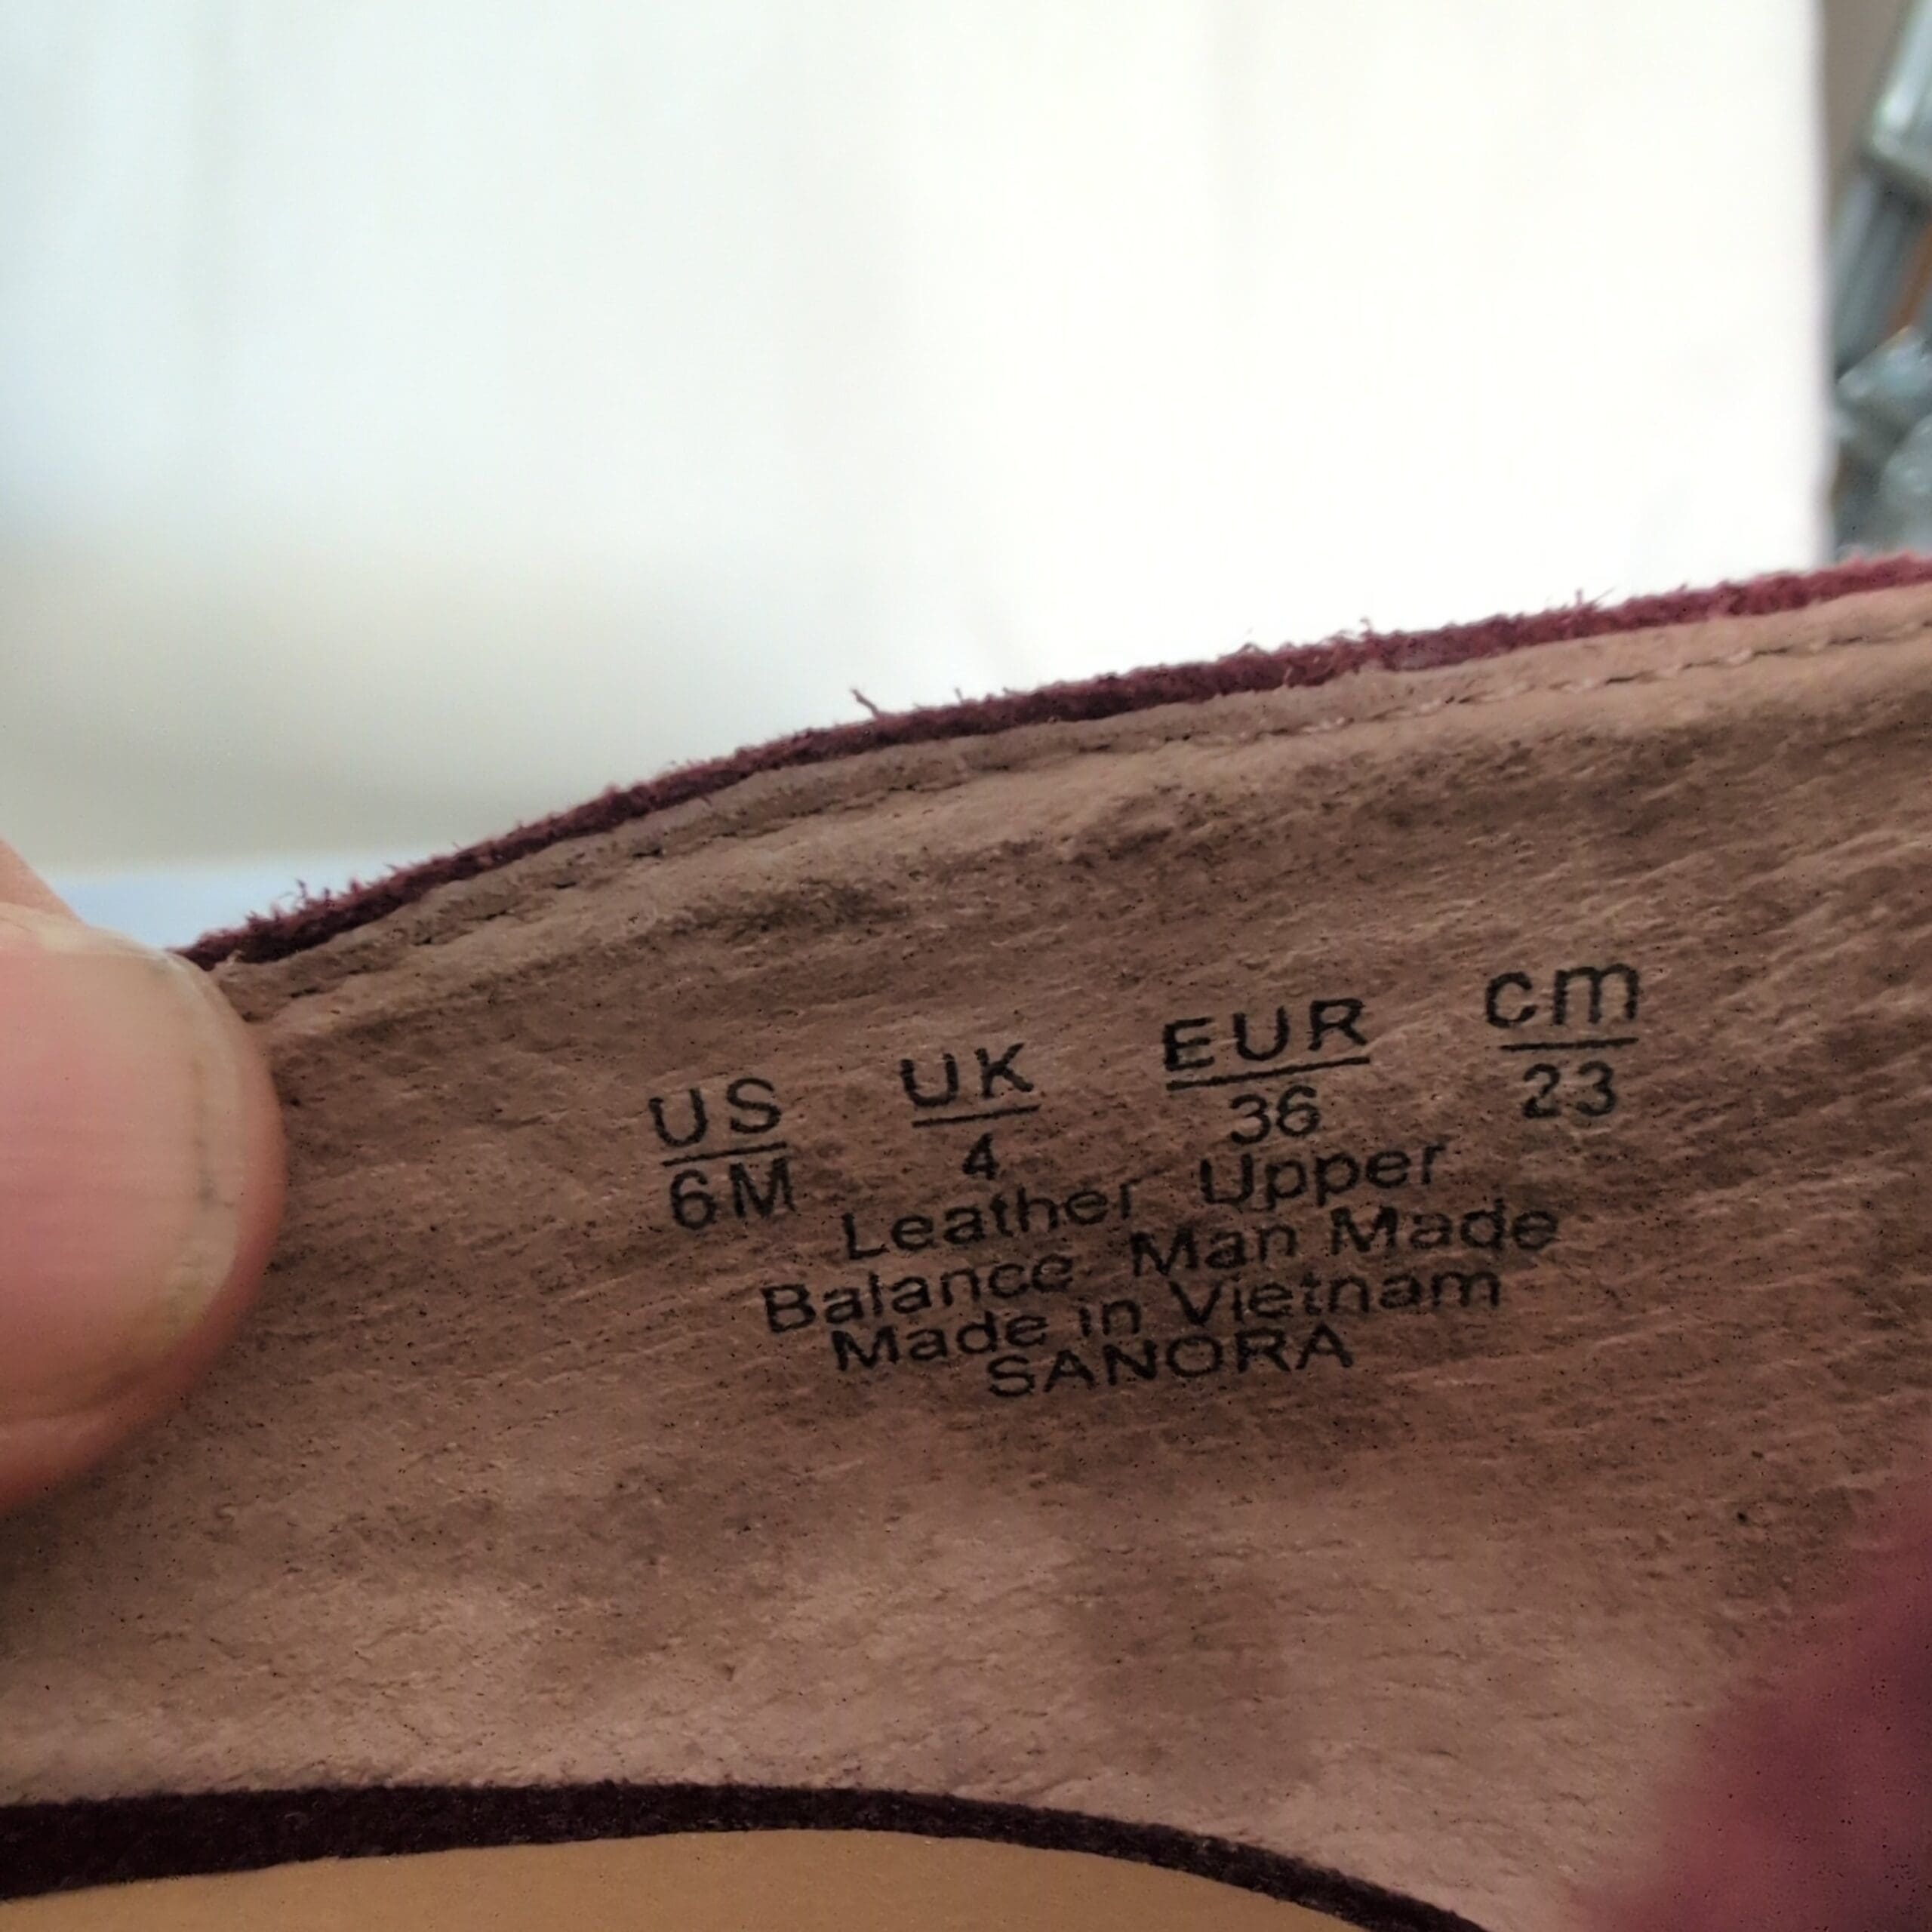 US UK EUR cm
6M 4 36 23
Leather Upper
Balance Man Made
Made in Vietnam
SANORA